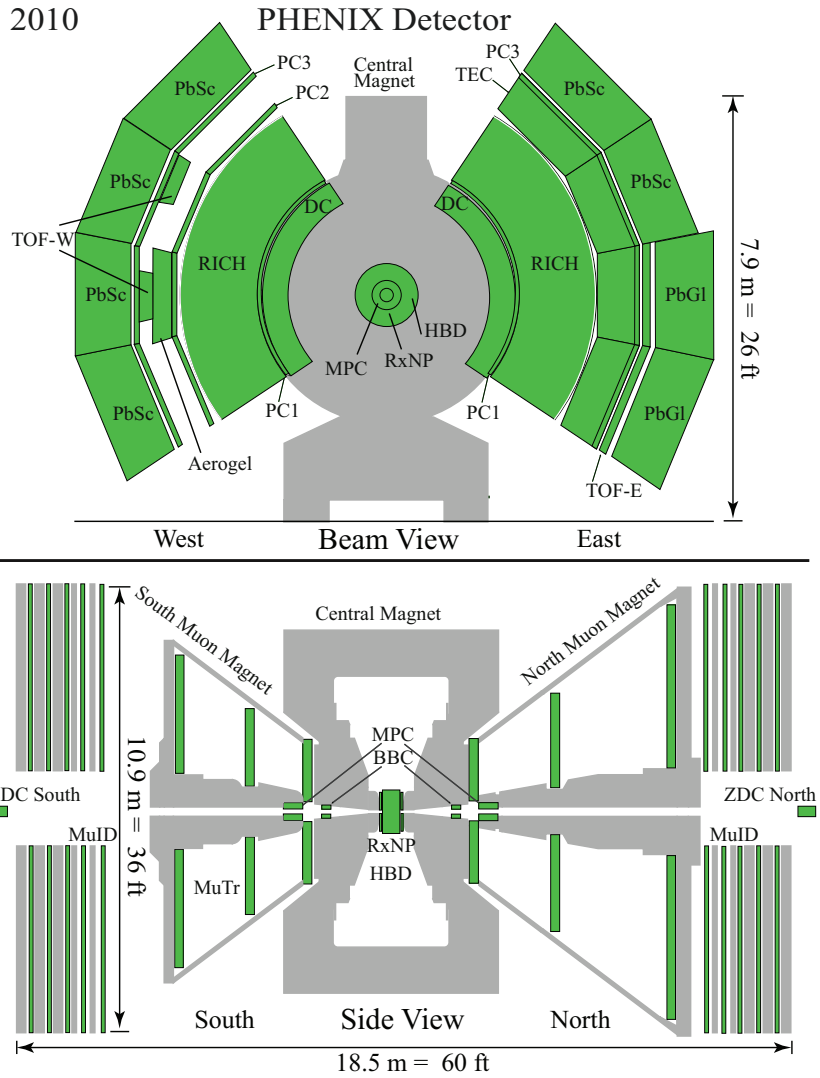 2010
PHENIX Detector
Central
Magnet
PC3
PC2
PC3
TEC
PbSc
PbSc
PbSc
PbSc
TOF-W
PbSc
PbSc
RICH
DC
DC
RICH
PbGl
MPC
RxNP
HBD
PC1
PC1
PbGl
Aerogel
TOF-E
7.9 m = 26 ft
West
Beam View
East
South Muon Magnet
Central Magnet
North Muon Magnet
MPC
BBC
10.9 m = 36 ft
DC South
ZDC North
MuID
MuID
RxNP
HBD
MuTr
South
Side View
North
18.5 m = 60 ft